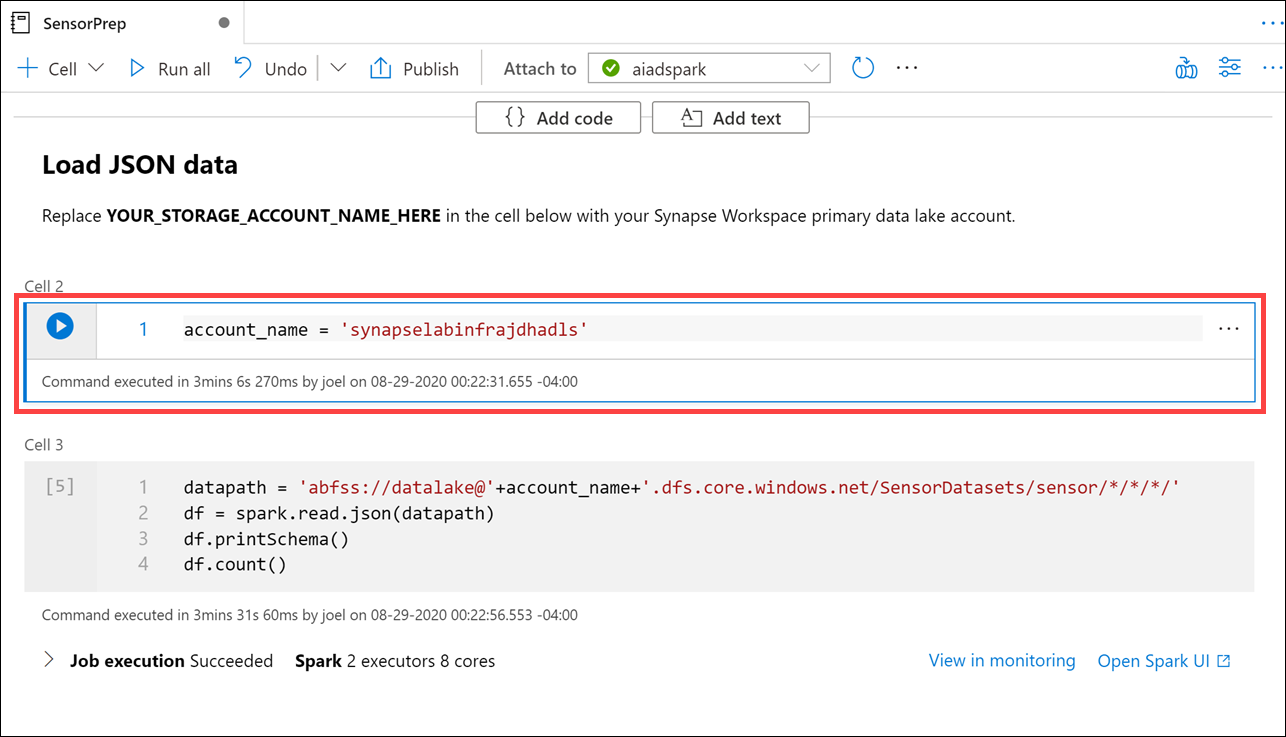 SensorPrep
Cell Run all Undo Publish Attach to aiadspark
{} Add code Add text
Load JSON data
Replace YOUR_STORAGE_ACCOUNT_NAME_HERE in the cell below with your Synapse Workspace primary data lake account.
Cell 2
1 account_name = 'synapselabinfrajdhadls'
Command executed in 3mins 6s 270ms by joel on 08-29-2020 00:22:31.655 -04:00
Cell 3
[5] 1 datapath = 'abfss://datalake@'+account_name+'.dfs.core.windows.net/SensorDatasets/sensor/*/*/*/'
2 df = spark.read.json(datapath)
3 df.printSchema()
4 df.count()
Command executed in 3mins 31s 60ms by joel on 08-29-2020 00:22:56.553 -04:00
Job execution Succeeded Spark 2 executors 8 cores View in monitoring Open Spark UI